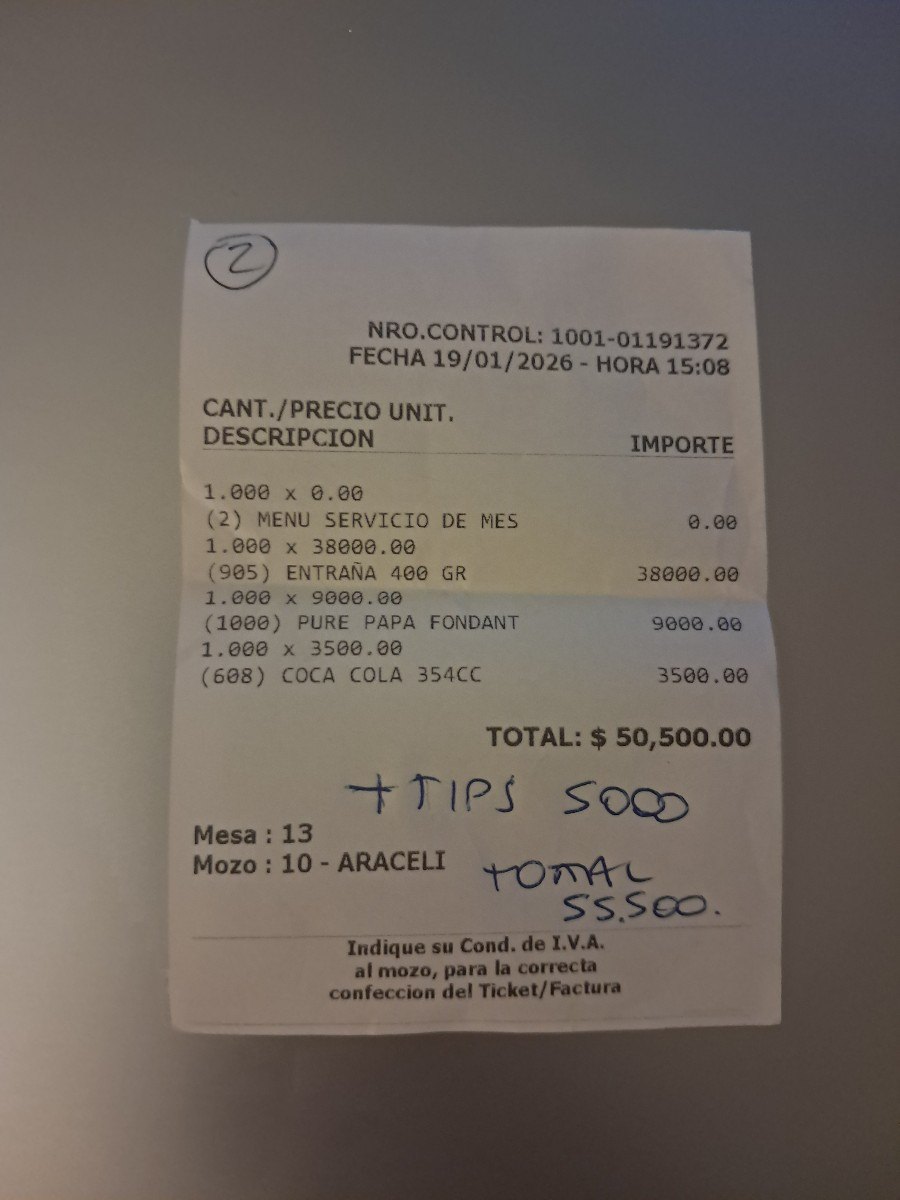 2
NRO.CONTROL: 1001-01191372
FECHA 19/01/2026 - HORA 15:08
CANT./PRECIO UNIT.
DESCRIPCION IMPORTE
1.000 x 0.00
(2) MENU SERVICIO DE MES 0.00
1.000 x 38000.00
(905) ENTRAÑA 400 GR 38000.00
1.000 x 9000.00
(1000) PURE PAPA FONDANT 9000.00
1.000 x 3500.00
(608) COCA COLA 354CC 3500.00
TOTAL: $ 50,500.00
+ TIPS 5000
Mesa : 13
Mozo : 10 - ARACELI
TOTAL
55.500.
Indique su Cond. de I.V.A.
al mozo, para la correcta
confeccion del Ticket/Factura